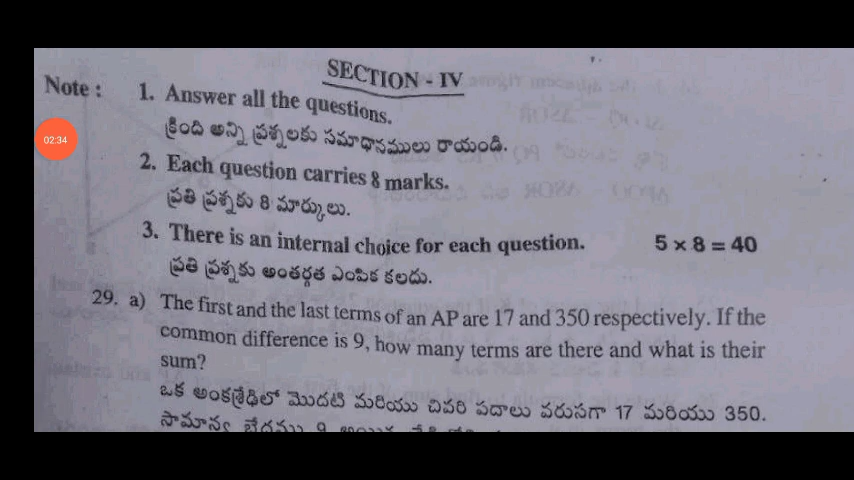 SECTION - IV
Note : 1. Answer all the questions.
క్రింది అన్ని ప్రశ్నలకు సమాధానములు రాయండి.
02:34
2. Each question carries 8 marks.
ప్రతి ప్రశ్నకు 8 మార్కులు.
3. There is an internal choice for each question. 5 × 8 = 40
ప్రతి ప్రశ్నకు అంతర్గత ఎంపిక కలదు.
29. a) The first and the last terms of an AP are 17 and 350 respectively. If the
common difference is 9, how many terms are there and what is their
sum?
ఒక అంకశ్రేఢిలో మొదటి మరియు చివరి పదాలు వరుసగా 17 మరియు 350.
సామాన్య భేదము 9